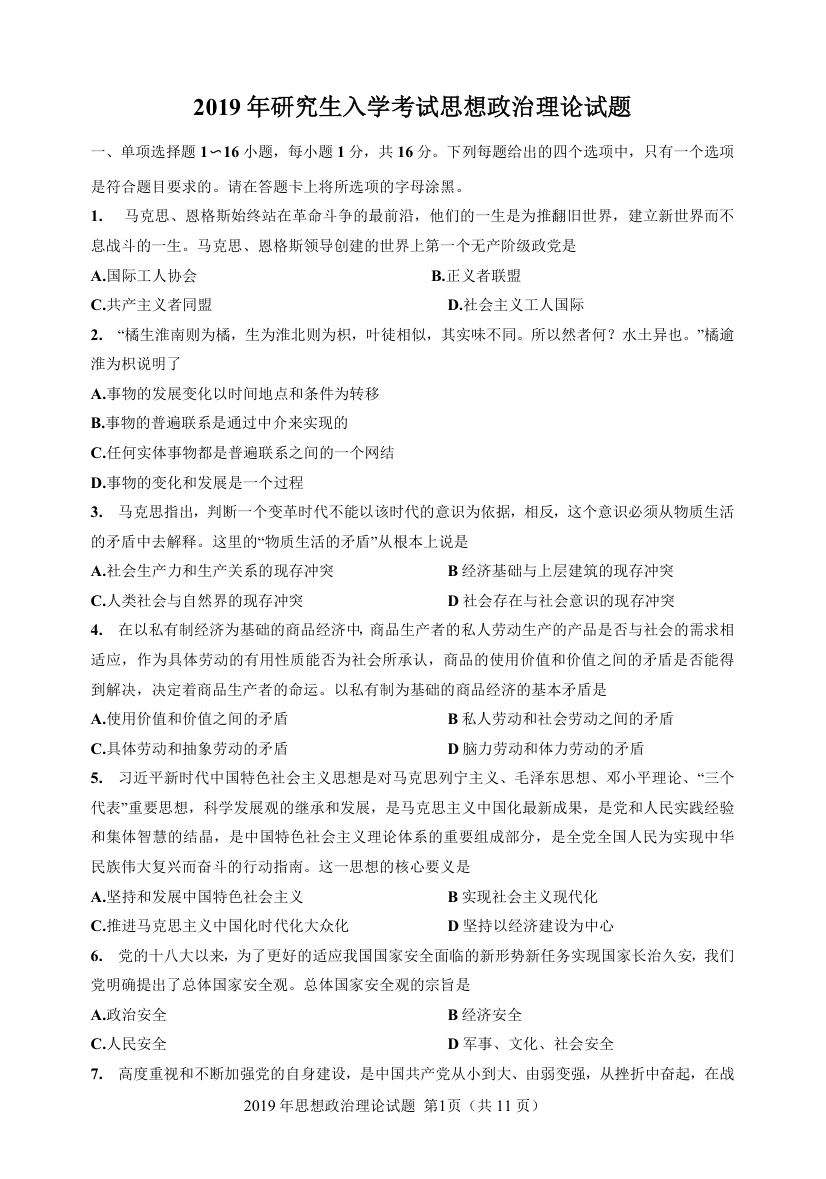 2019 年研究生入学考试思想政治理论试题
一、单项选择题 1∽16 小题，每小题 1 分，共 16 分。下列每题给出的四个选项中，只有一个选项
是符合题目要求的。请在答题卡上将所选项的字母涂黑。
1. 马克思、恩格斯始终站在革命斗争的最前沿，他们的一生是为推翻旧世界，建立新世界而不
息战斗的一生。马克思、恩格斯领导创建的世界上第一个无产阶级政党是
A.国际工人协会 B.正义者联盟
C.共产主义者同盟 D.社会主义工人国际
2. “橘生淮南则为橘，生为淮北则为枳，叶徒相似，其实味不同。所以然者何？水土异也。”橘逾
淮为枳说明了
A.事物的发展变化以时间地点和条件为转移
B.事物的普遍联系是通过中介来实现的
C.任何实体事物都是普遍联系之间的一个网结
D.事物的变化和发展是一个过程
3. 马克思指出，判断一个变革时代不能以该时代的意识为依据，相反，这个意识必须从物质生活
的矛盾中去解释。这里的“物质生活的矛盾”从根本上说是
A.社会生产力和生产关系的现存冲突 B 经济基础与上层建筑的现存冲突
C.人类社会与自然界的现存冲突 D 社会存在与社会意识的现存冲突
4. 在以私有制经济为基础的商品经济中，商品生产者的私人劳动生产的产品是否与社会的需求相
适应，作为具体劳动的有用性质能否为社会所承认，商品的使用价值和价值之间的矛盾是否能得
到解决，决定着商品生产者的命运。以私有制为基础的商品经济的基本矛盾是
A.使用价值和价值之间的矛盾 B 私人劳动和社会劳动之间的矛盾
C.具体劳动和抽象劳动的矛盾 D 脑力劳动和体力劳动的矛盾
5. 习近平新时代中国特色社会主义思想是对马克思列宁主义、毛泽东思想、邓小平理论、“三个
代表”重要思想，科学发展观的继承和发展，是马克思主义中国化最新成果，是党和人民实践经验
和集体智慧的结晶，是中国特色社会主义理论体系的重要组成部分，是全党全国人民为实现中华
民族伟大复兴而奋斗的行动指南。这一思想的核心要义是
A.坚持和发展中国特色社会主义 B 实现社会主义现代化
C.推进马克思主义中国化时代化大众化 D 坚持以经济建设为中心
6. 党的十八大以来，为了更好的适应我国国家安全面临的新形势新任务实现国家长治久安，我们
党明确提出了总体国家安全观。总体国家安全观的宗旨是
A.政治安全 B 经济安全
C.人民安全 D 军事、文化、社会安全
7. 高度重视和不断加强党的自身建设，是中国共产党从小到大、由弱变强，从挫折中奋起，在战
2019 年思想政治理论试题 第1页（共 11 页）